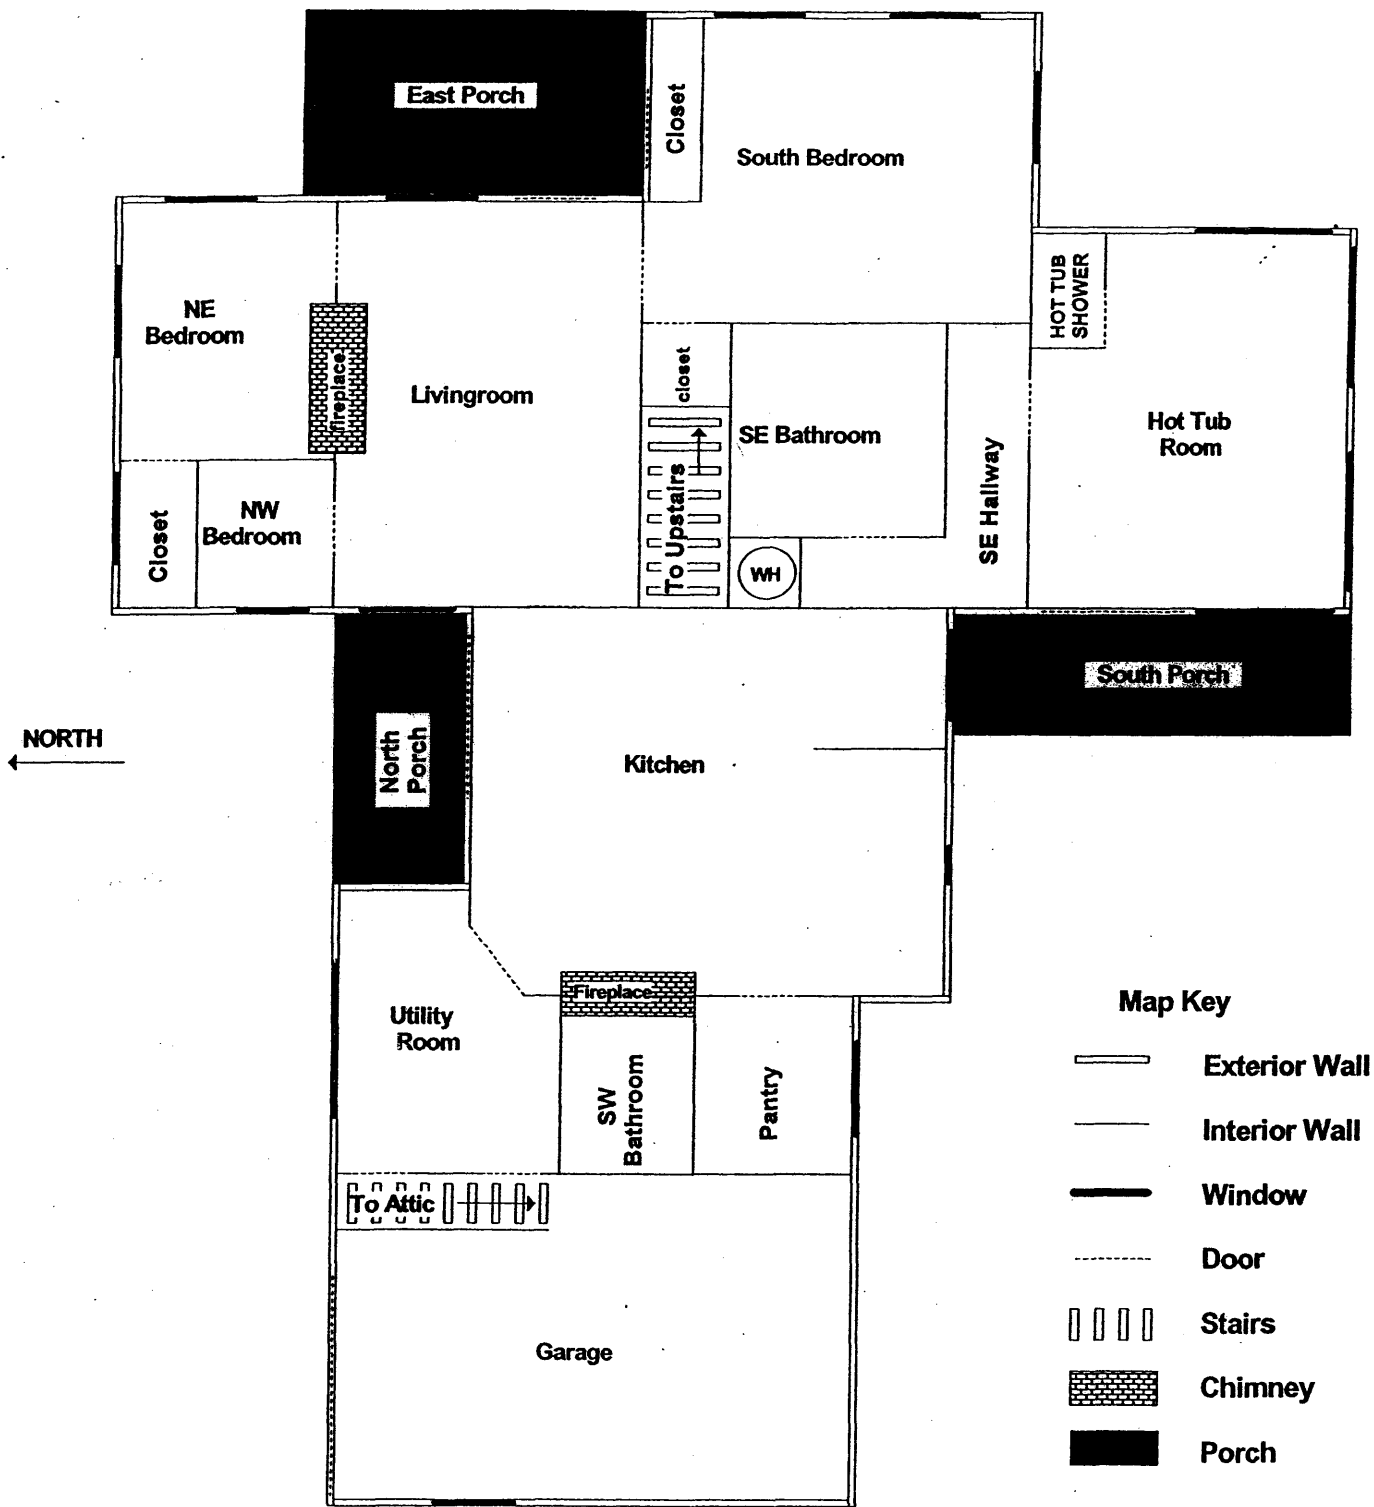 East Porch
Closet
South Bedroom
NE
Bedroom
fireplace
Livingroom
closet
SE Bathroom
HOT TUB
SHOWER
Hot Tub
Room
Closet
NW
Bedroom
To Upstairs
WH
SE Hallway
South Porch
NORTH
North
Porch
Kitchen
Fireplace
Utility
Room
SW
Bathroom
Pantry
To Attic
Garage
Map Key
Exterior Wall
Interior Wall
Window
Door
Stairs
Chimney
Porch